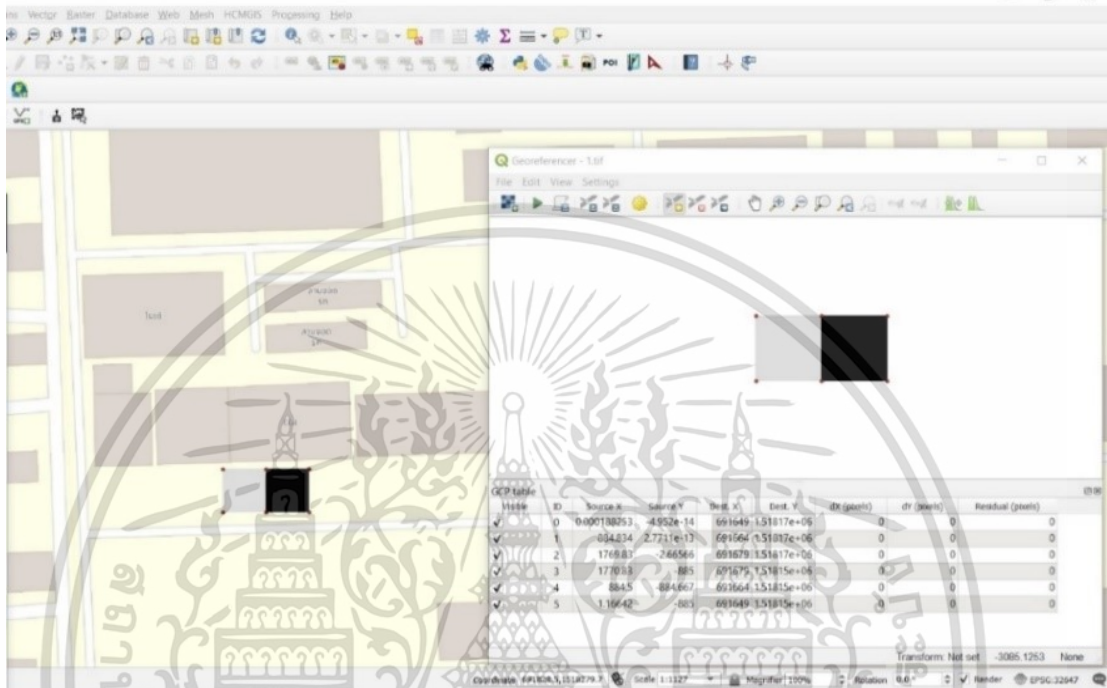 Vector Raster Database Web Mesh HCMGIS Processing Help
POI
Georeferencer - 1.tif
File Edit View Settings
GCP table
Visible ID Source X Source Y Dest. X Dest. Y dX (pixels) dY (pixels) Residual (pixels)
0 0.000188253 -4.952e-14 691649 1.51817e+06 0 0 0
1 884.834 2.7711e-13 691664 1.51817e+06 0 0 0
2 1769.83 -2.66566 691679 1.51817e+06 0 0 0
3 1770.83 -885 691679 1.51815e+06 0 0 0
4 884.5 -884.667 691664 1.51815e+06 0 0 0
5 1.16642 -885 691649 1.51815e+06 0 0 0
Transform: Not set -3085,1253 None
Coordinate Scale 1:1127 Magnifier 100% Rotation 0.0 Render EPSG:32647